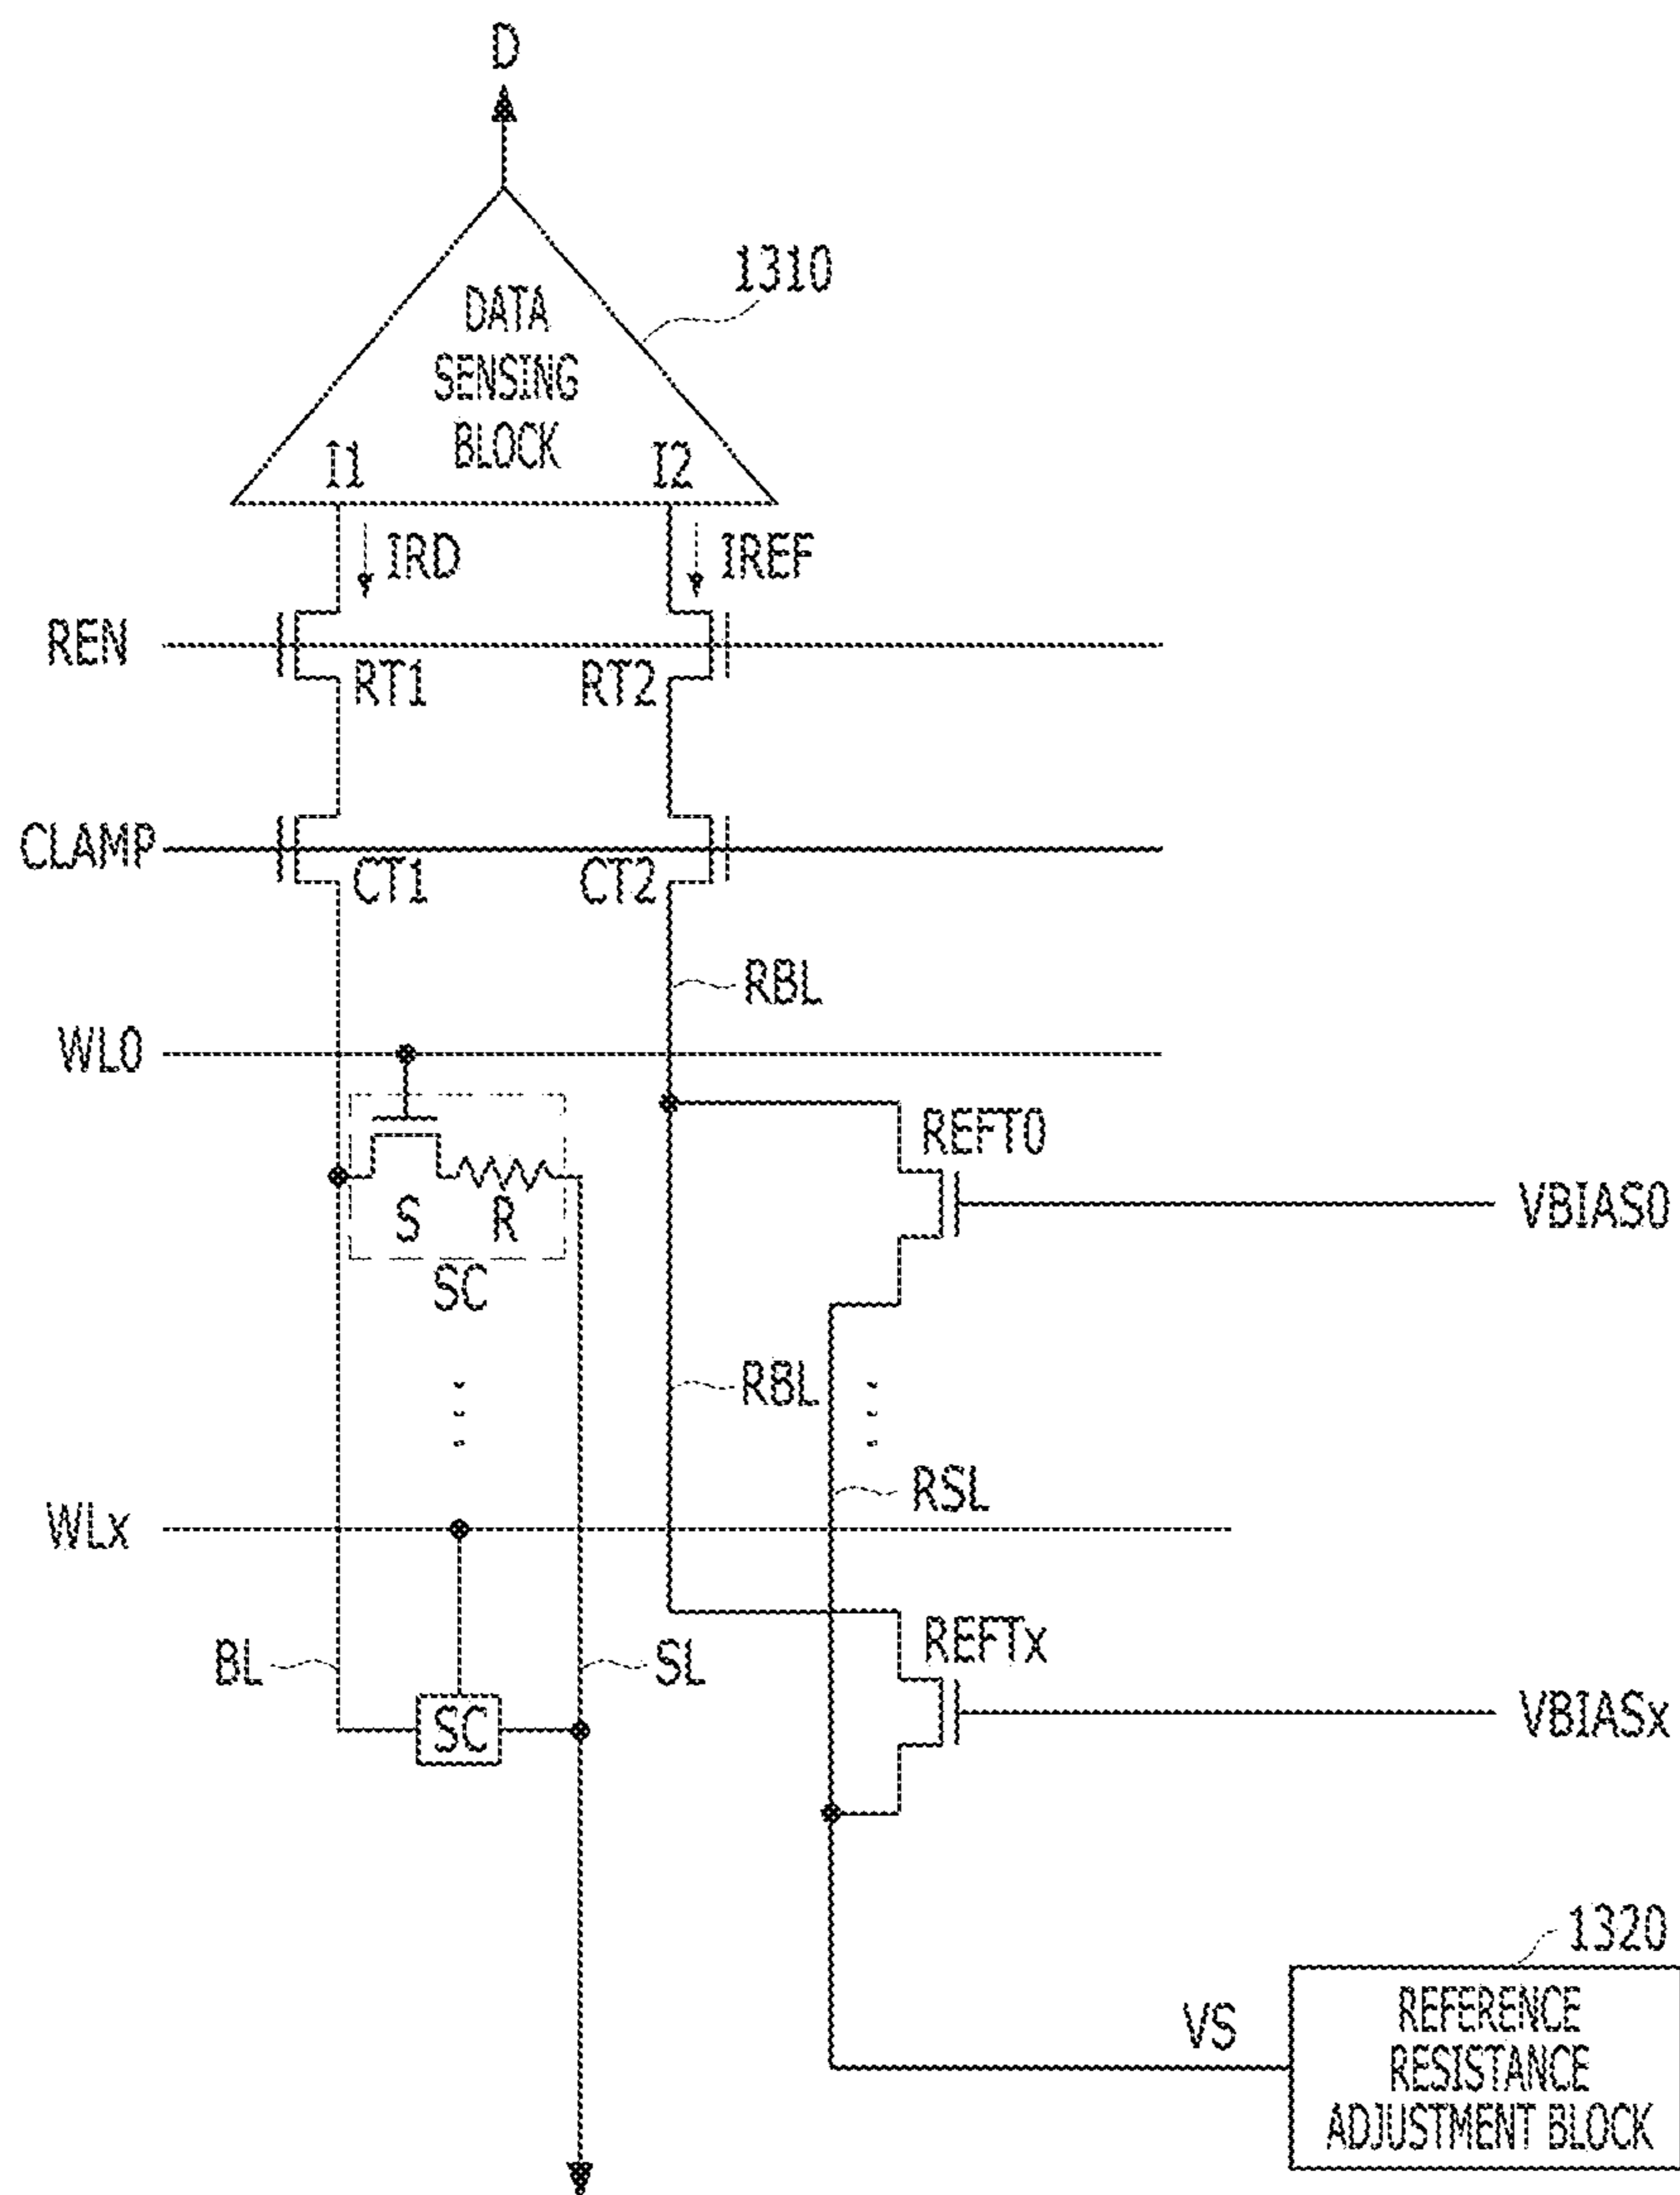 D
1310
DATA
SENSING
BLOCK
I1
I2
IRD
IREF
REN
RT1
RT2
CLAMP
CT1
CT2
RBL
WL0
REFT0
S
R
VBIAS0
SC
RBL
RSL
WLx
REFTx
BL
SL
SC
VBIASx
1320
VS
REFERENCE
RESISTANCE
ADJUSTMENT BLOCK